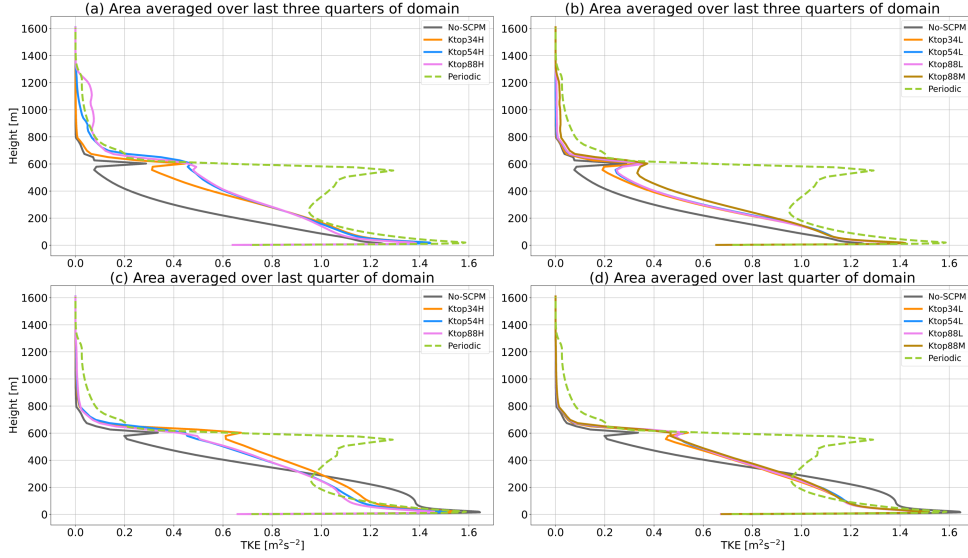 (a) Area averaged over last three quarters of domain
Height [m]
1600
1400
1200
1000
800
600
400
200
0
0.0 0.2 0.4 0.6 0.8 1.0 1.2 1.4 1.6
No-SCPM
Ktop34H
Ktop54H
Ktop88H
Periodic
(b) Area averaged over last three quarters of domain
1600
1400
1200
1000
800
600
400
200
0
0.0 0.2 0.4 0.6 0.8 1.0 1.2 1.4 1.6
No-SCPM
Ktop34L
Ktop54L
Ktop88L
Ktop88M
Periodic
(c) Area averaged over last quarter of domain
Height [m]
1600
1400
1200
1000
800
600
400
200
0
0.0 0.2 0.4 0.6 0.8 1.0 1.2 1.4 1.6
TKE [m²s⁻²]
No-SCPM
Ktop34H
Ktop54H
Ktop88H
Periodic
(d) Area averaged over last quarter of domain
1600
1400
1200
1000
800
600
400
200
0
0.0 0.2 0.4 0.6 0.8 1.0 1.2 1.4 1.6
TKE [m²s⁻²]
No-SCPM
Ktop34L
Ktop54L
Ktop88L
Ktop88M
Periodic